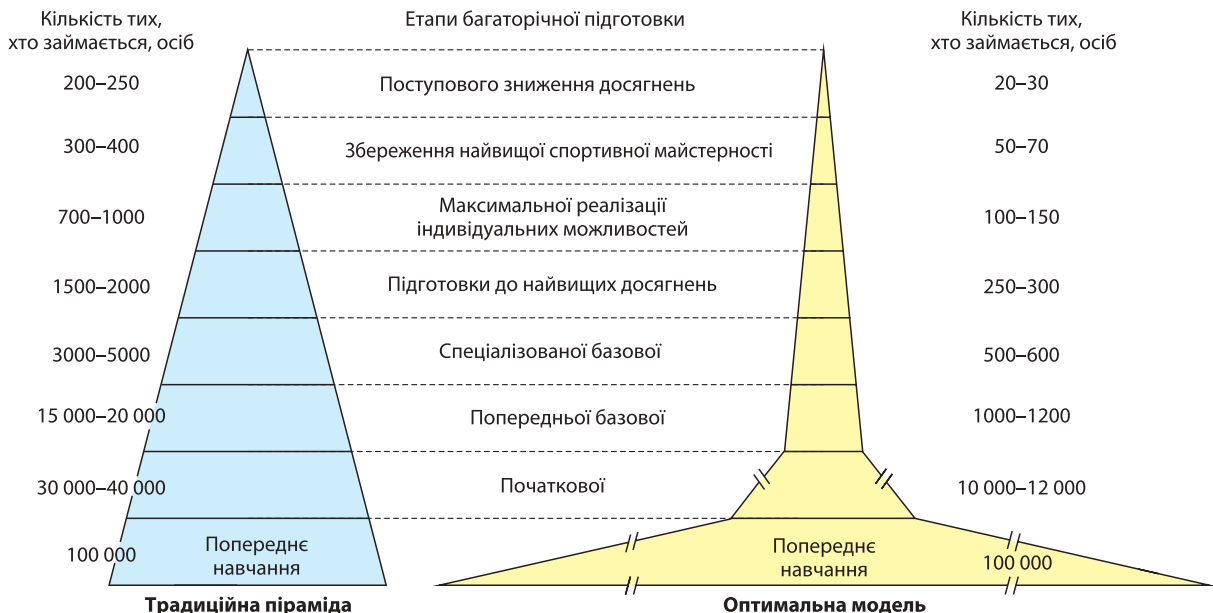 Кількість тих,
хто займається, осіб
Етапи багаторічної підготовки
Кількість тих,
хто займається, осіб
200–250
Поступового зниження досягнень
20–30
300–400
Збереження найвищої спортивної майстерності
50–70
700–1000
Максимальної реалізації
індивідуальних можливостей
100–150
1500–2000
Підготовки до найвищих досягнень
250–300
3000–5000
Спеціалізованої базової
500–600
15 000–20 000
Попередньої базової
1000–1200
30 000–40 000
Початкової
10 000–12 000
100 000
Попереднє
навчання
Попереднє
навчання
100 000
Традиційна піраміда
Оптимальна модель